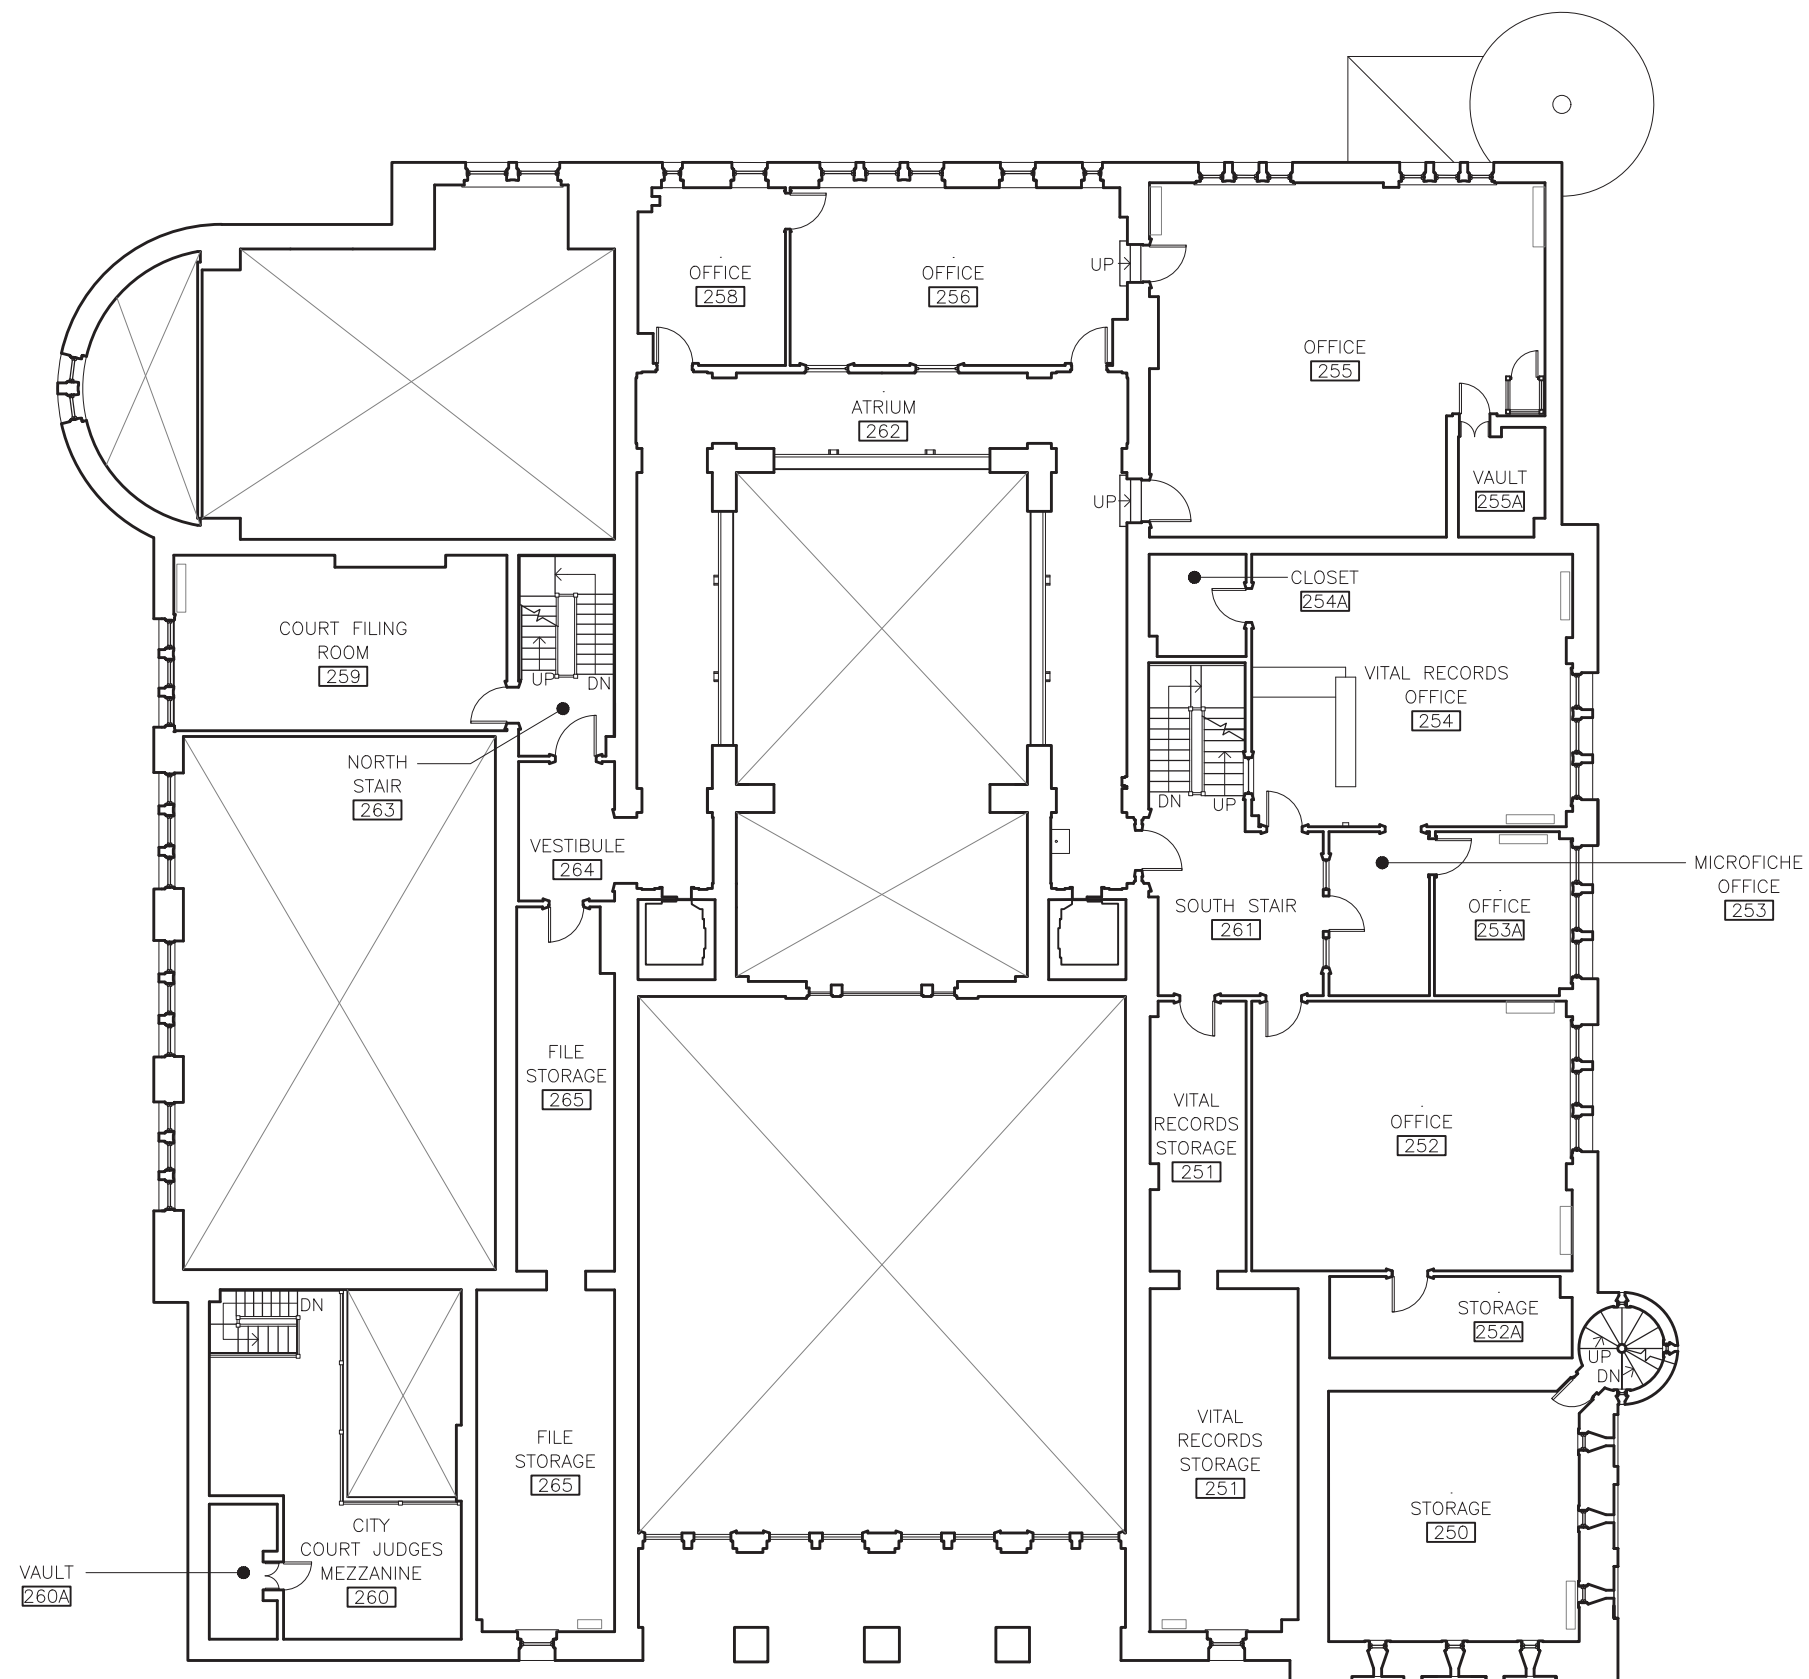 OFFICE
258
OFFICE
256
UP
OFFICE
255
ATRIUM
262
VAULT
255A
UP
CLOSET
254A
COURT FILING
ROOM
259
UP
DN
VITAL RECORDS
OFFICE
254
NORTH
STAIR
263
DN
UP
VESTIBULE
264
MICROFICHE
OFFICE
253
SOUTH STAIR
261
OFFICE
253A
FILE
STORAGE
265
VITAL
RECORDS
STORAGE
251
OFFICE
252
DN
STORAGE
252A
UP
DN
FILE
STORAGE
265
VITAL
RECORDS
STORAGE
251
STORAGE
250
CITY
COURT JUDGES
MEZZANINE
260
VAULT
260A